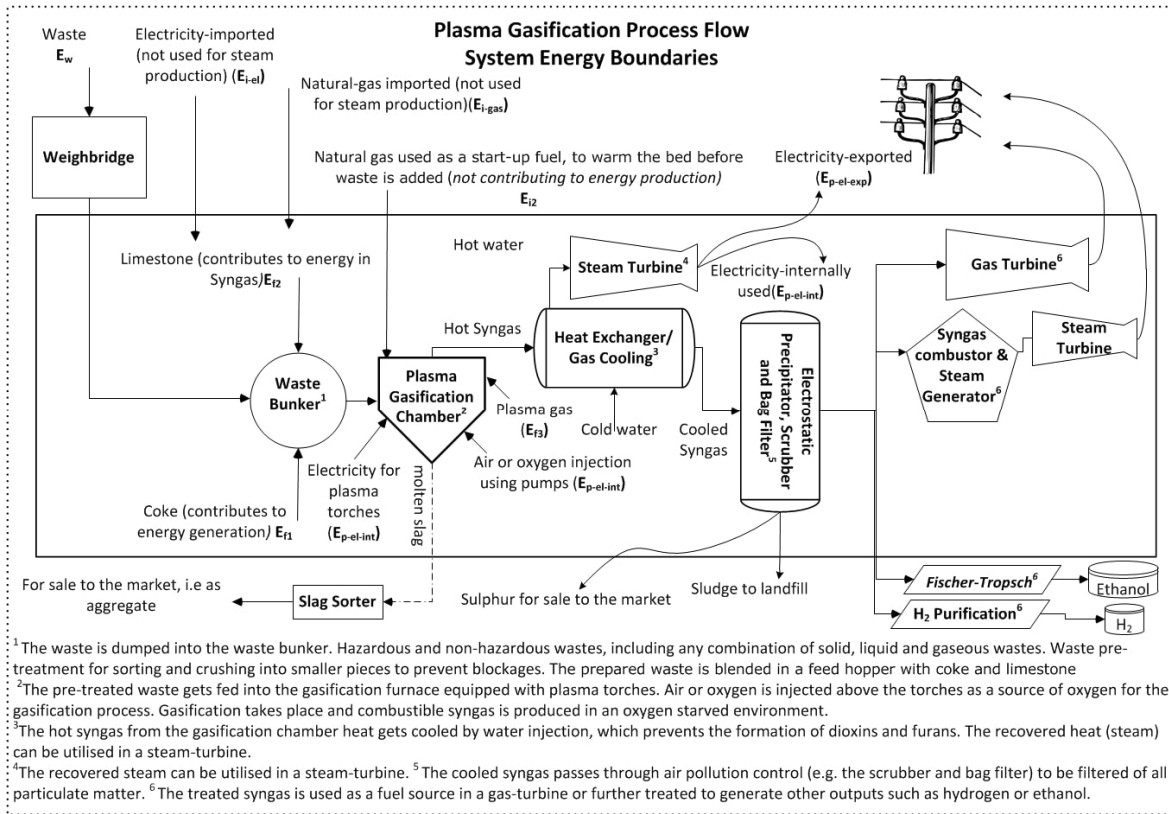 Plasma Gasification Process Flow
System Energy Boundaries
Waste
E_w
Electricity-imported
(not used for steam
production) (E_i-el)
Natural-gas imported (not used
for steam production)(E_i-gas)
Weighbridge
Natural gas used as a start-up fuel, to warm the bed before
waste is added (not contributing to energy production)
E_i2
Electricity-exported
(E_p-el-exp)
Limestone (contributes to energy in
Syngas)E_f2
Hot water
Steam Turbine⁴
Electricity-internally
used(E_p-el-int)
Gas Turbine⁶
Hot Syngas
Heat Exchanger/
Gas Cooling³
Syngas
combustor &
Steam
Generator⁶
Steam
Turbine
Waste
Bunker¹
Plasma
Gasification
Chamber²
Plasma gas
(E_f3)
Cold water
Cooled
Syngas
Electrostatic
Precipitator, Scrubber
and Bag Filter⁵
Electricity for
plasma
torches
(E_p-el-int)
molten slag
Air or oxygen injection
using pumps (E_p-el-int)
Coke (contributes to
energy generation) E_f1
For sale to the market, i.e as
aggregate
Slag Sorter
Sulphur for sale to the market
Sludge to landfill
Fischer-Tropsch⁶
Ethanol
H₂ Purification⁶
H₂
¹ The waste is dumped into the waste bunker. Hazardous and non-hazardous wastes, including any combination of solid, liquid and gaseous wastes. Waste pre-
treatment for sorting and crushing into smaller pieces to prevent blockages. The prepared waste is blended in a feed hopper with coke and limestone
²The pre-treated waste gets fed into the gasification furnace equipped with plasma torches. Air or oxygen is injected above the torches as a source of oxygen for the
gasification process. Gasification takes place and combustible syngas is produced in an oxygen starved environment.
³The hot syngas from the gasification chamber heat gets cooled by water injection, which prevents the formation of dioxins and furans. The recovered heat (steam)
can be utilised in a steam-turbine.
⁴The recovered steam can be utilised in a steam-turbine. ⁵ The cooled syngas passes through air pollution control (e.g. the scrubber and bag filter) to be filtered of all
particulate matter. ⁶ The treated syngas is used as a fuel source in a gas-turbine or further treated to generate other outputs such as hydrogen or ethanol.